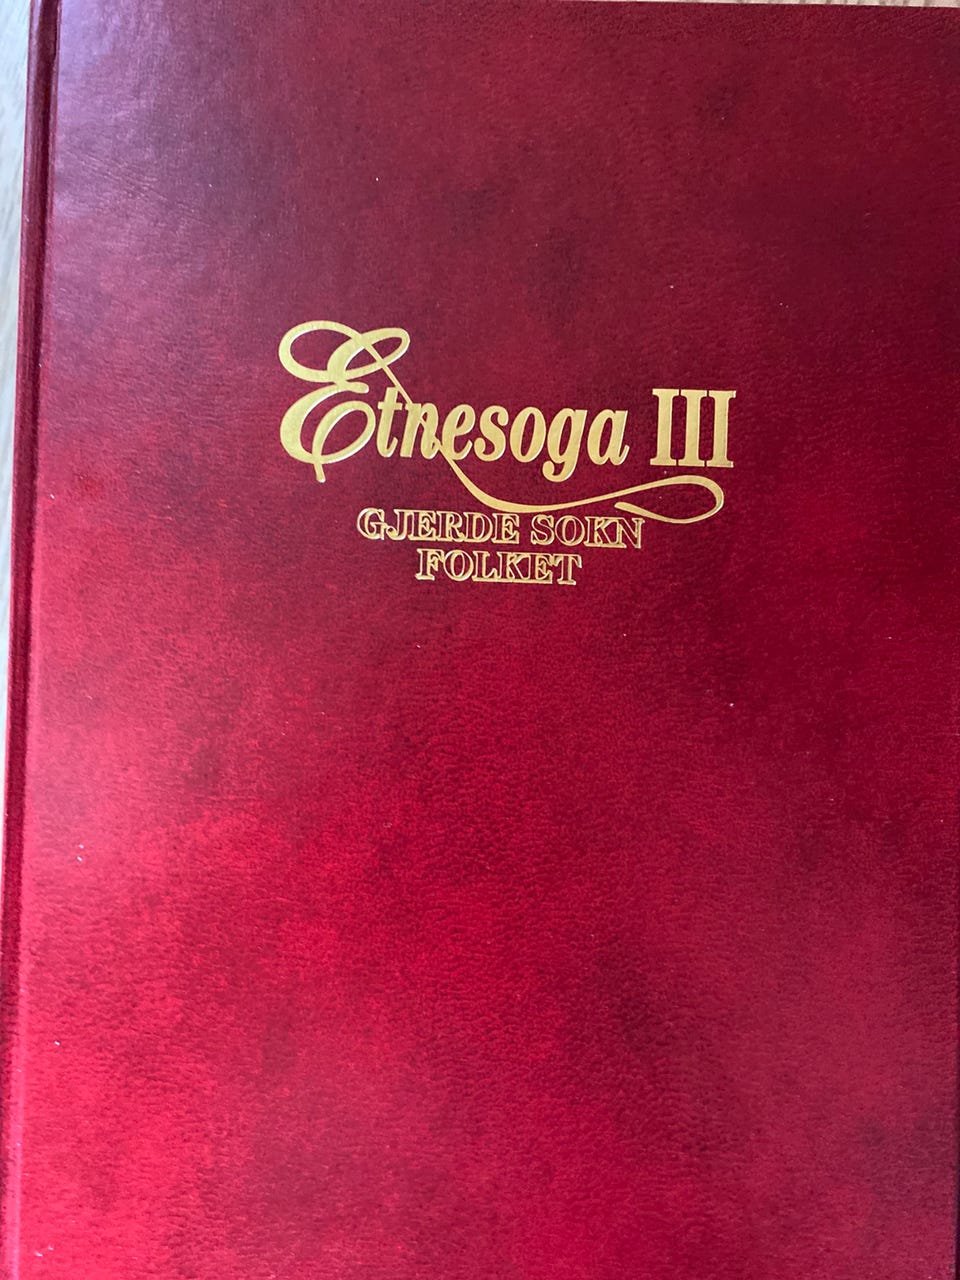 Etnesoga III
GJERDE SOKN
FOLKET